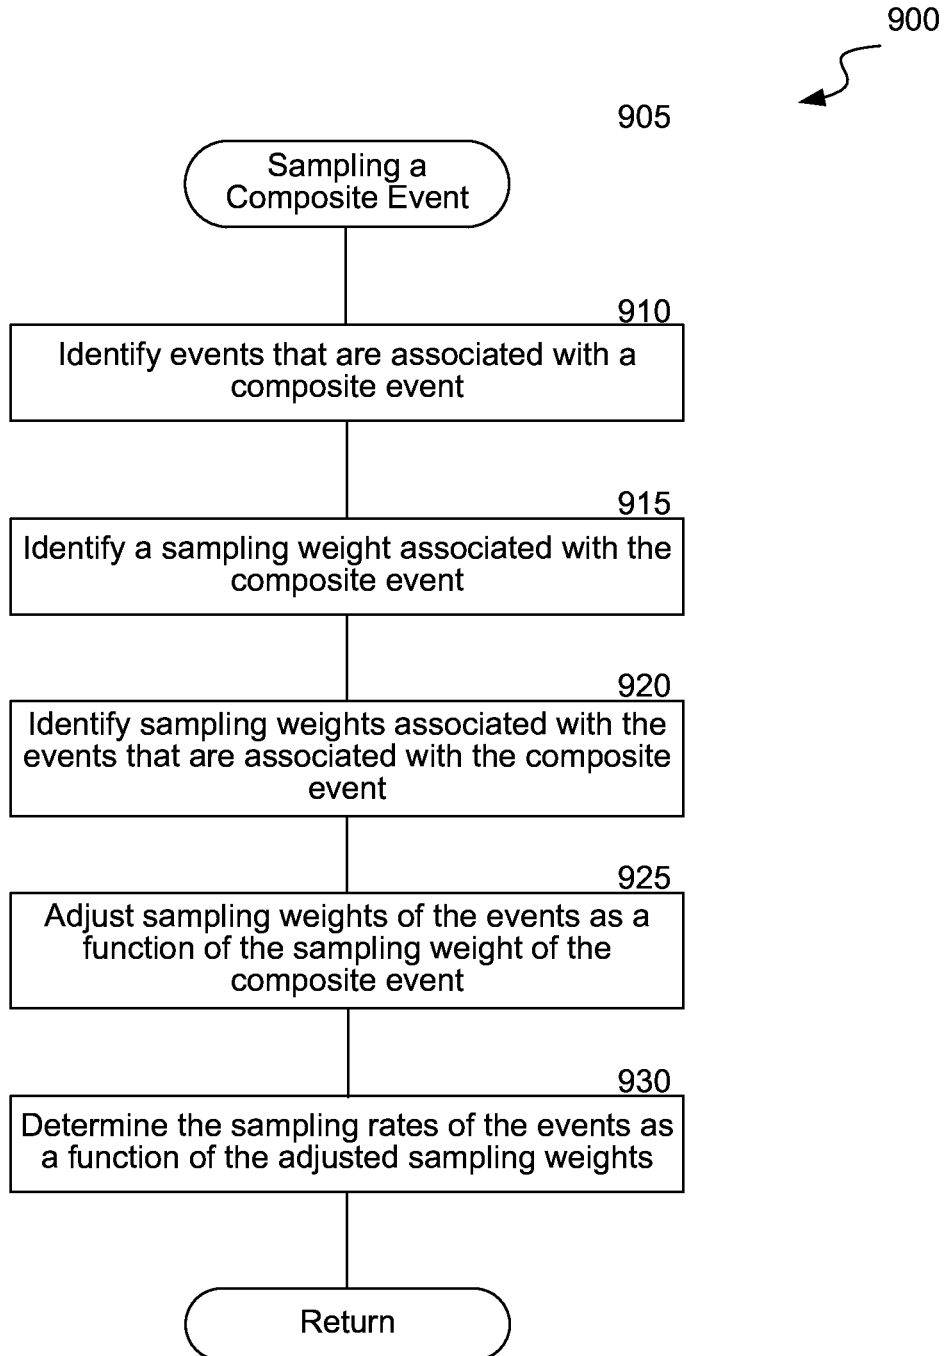 900
905
Sampling a
Composite Event
910
Identify events that are associated with a
composite event
915
Identify a sampling weight associated with the
composite event
920
Identify sampling weights associated with the
events that are associated with the composite
event
925
Adjust sampling weights of the events as a
function of the sampling weight of the
composite event
930
Determine the sampling rates of the events as
a function of the adjusted sampling weights
Return